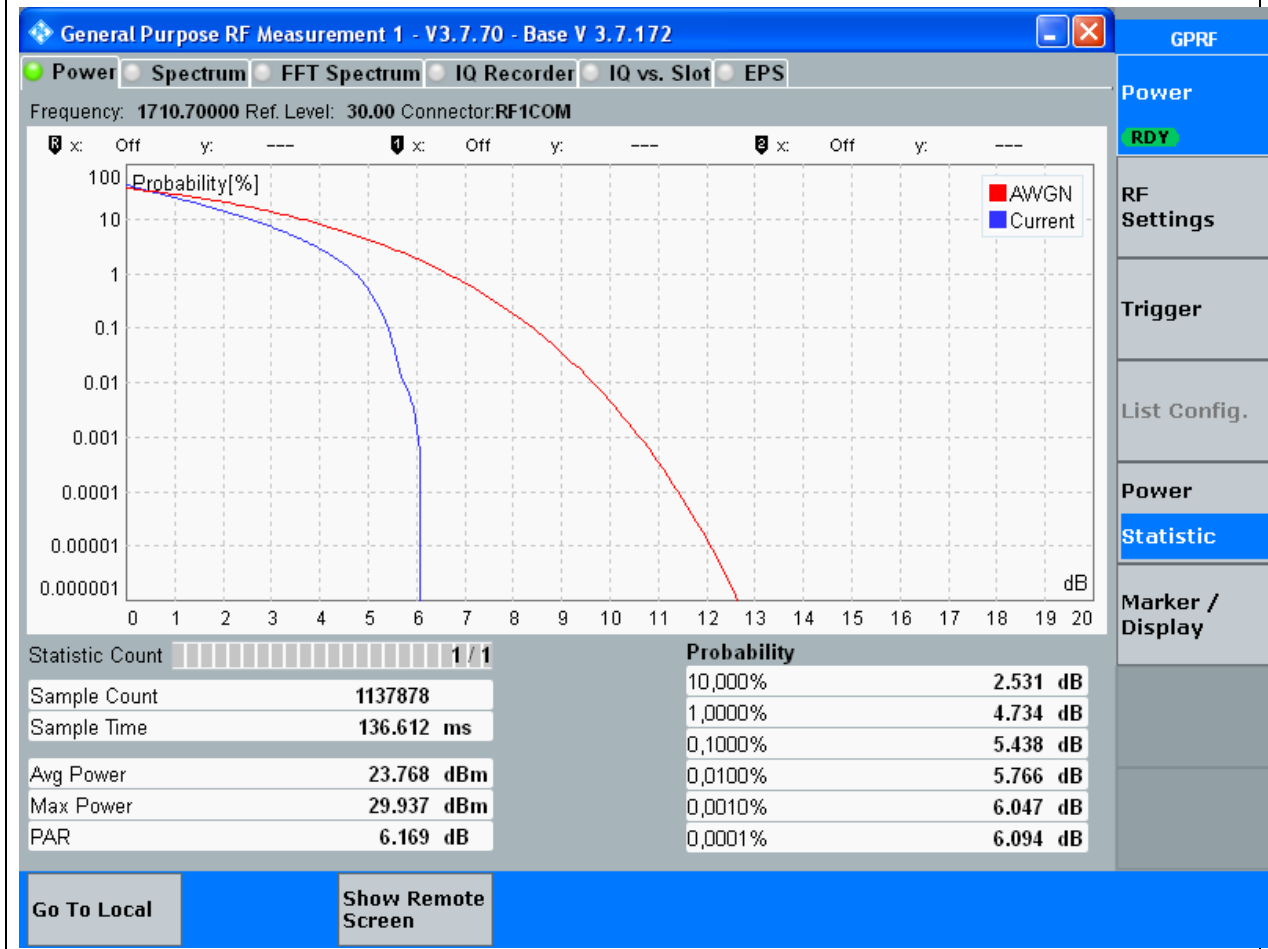 General Purpose RF Measurement 1 - V3.7.70 - Base V 3.7.172
GPRF
Power Spectrum FFT Spectrum IQ Recorder IQ vs. Slot EPS
Power
RDY
Frequency: 1710.70000 Ref. Level: 30.00 Connector:RF1COM
R x: Off y: --- 1 x: Off y: --- 2 x: Off y: ---
Probability[%]
100
10
1
0.1
0.01
0.001
0.0001
0.00001
0.000001
AWGN
Current
dB
0 1 2 3 4 5 6 7 8 9 10 11 12 13 14 15 16 17 18 19 20
RF
Settings
Trigger
List Config.
Power
Statistic
Marker /
Display
Statistic Count 1 / 1
Sample Count 1137878
Sample Time 136.612 ms
Avg Power 23.768 dBm
Max Power 29.937 dBm
PAR 6.169 dB
Probability
10,000% 2.531 dB
1,0000% 4.734 dB
0,1000% 5.438 dB
0,0100% 5.766 dB
0,0010% 6.047 dB
0,0001% 6.094 dB
Go To Local
Show Remote
Screen